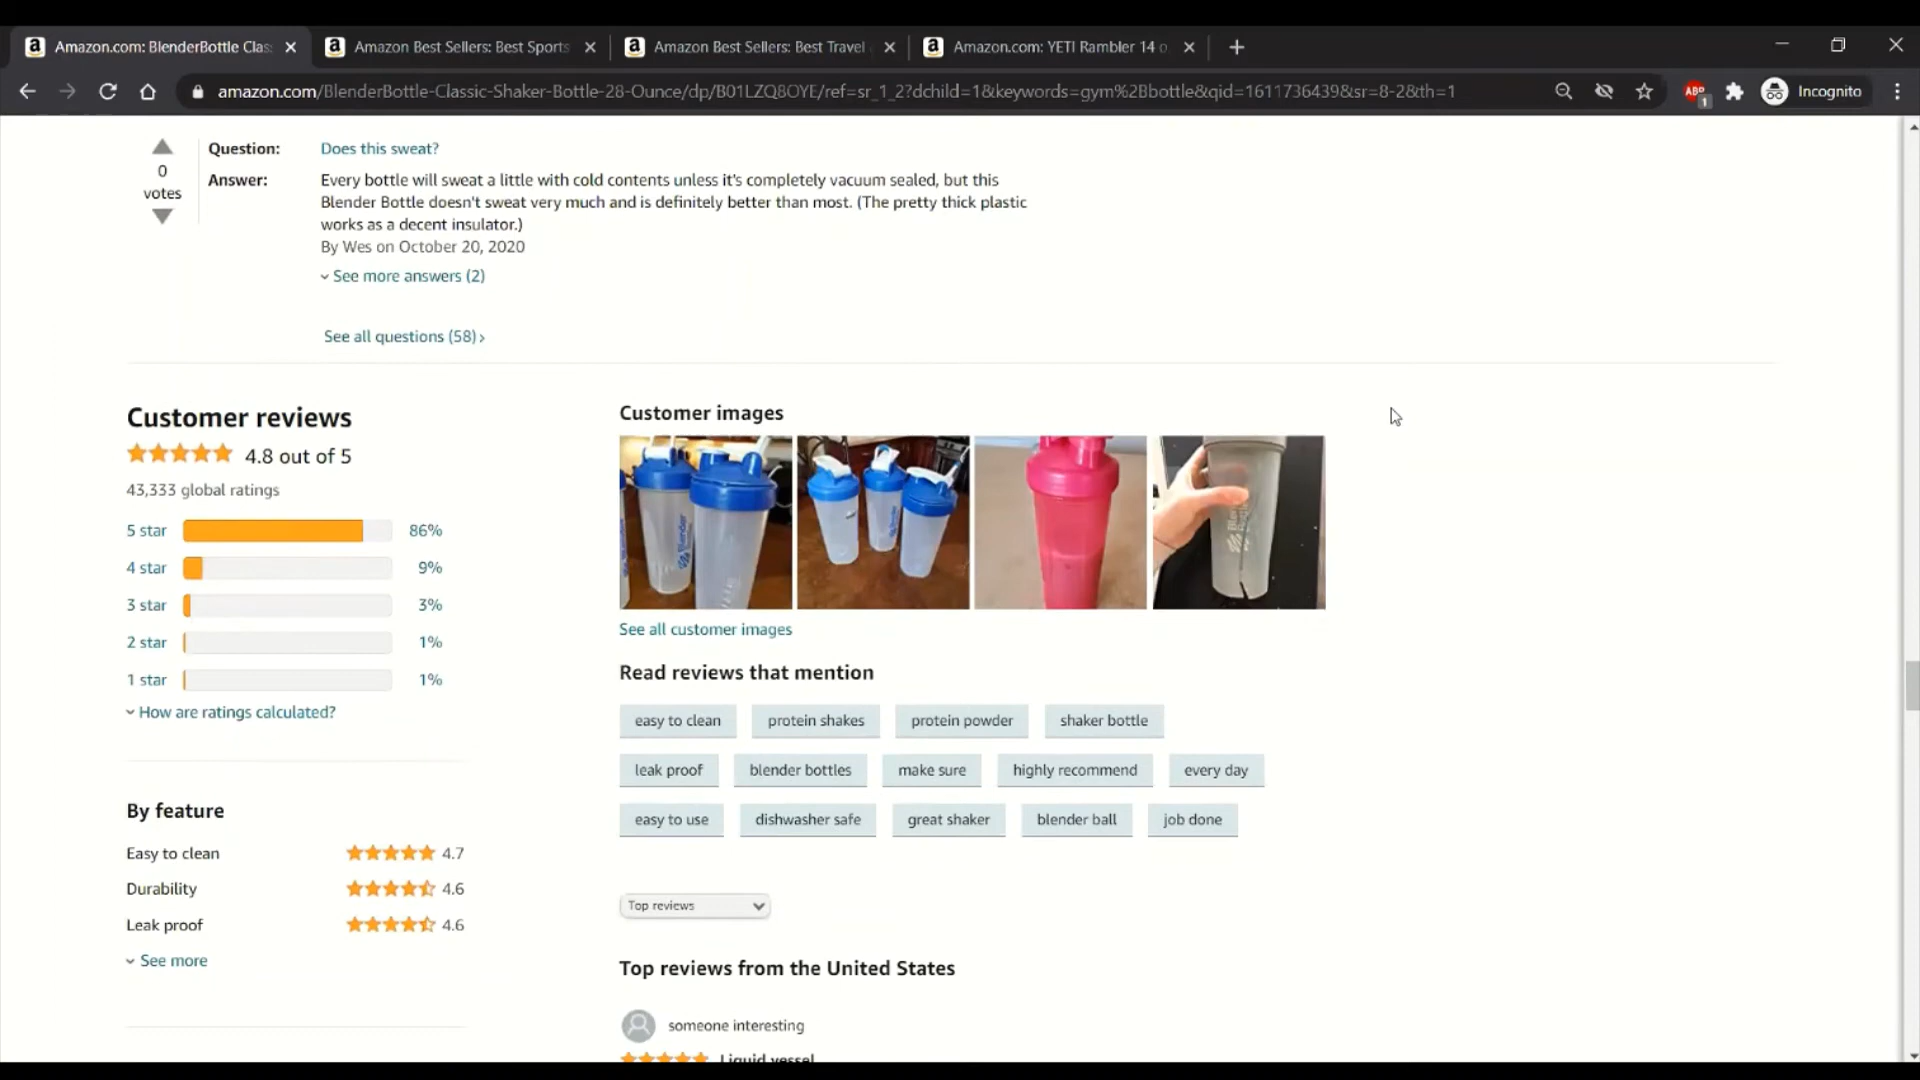 Amazon.com: BlenderBottle Clas
Amazon Best Sellers: Best Sports
Amazon Best Sellers: Best Travel
Amazon.com: YETI Rambler 14 o
amazon.com/BlenderBottle-Classic-Shaker-Bottle-28-Ounce/dp/B01LZQ8OYE/ref=sr_1_2?dchild=1&keywords=gym%2Bbottle&qid=1611736439&sr=8-2&th=1
ABP
1
Incognito
0
votes
Question: Does this sweat?
Answer: Every bottle will sweat a little with cold contents unless it's completely vacuum sealed, but this
Blender Bottle doesn't sweat very much and is definitely better than most. (The pretty thick plastic
works as a decent insulator.)
By Wes on October 20, 2020
See more answers (2)
See all questions (58) ›
Customer reviews
4.8 out of 5
43,333 global ratings
5 star 86%
4 star 9%
3 star 3%
2 star 1%
1 star 1%
How are ratings calculated?
By feature
Easy to clean 4.7
Durability 4.6
Leak proof 4.6
See more
Customer images
See all customer images
Read reviews that mention
easy to clean protein shakes protein powder shaker bottle
leak proof blender bottles make sure highly recommend every day
easy to use dishwasher safe great shaker blender ball job done
Top reviews
Top reviews from the United States
someone interesting
Liquid vessel